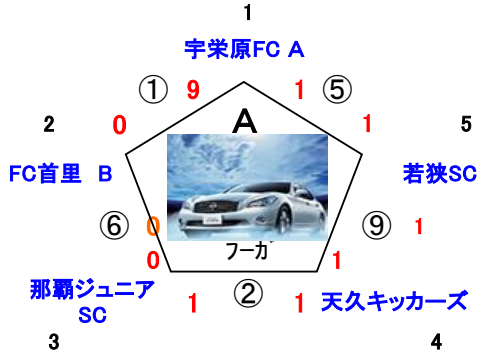 1
宇栄原FC A
① 9 1 ⑤
2 0 A 1 5
FC首里 B 若狭SC
⑥ 0 ⑨ 1
フーガ
0 1
那覇ジュニア
SC
1 ② 1 天久キッカーズ
3 4